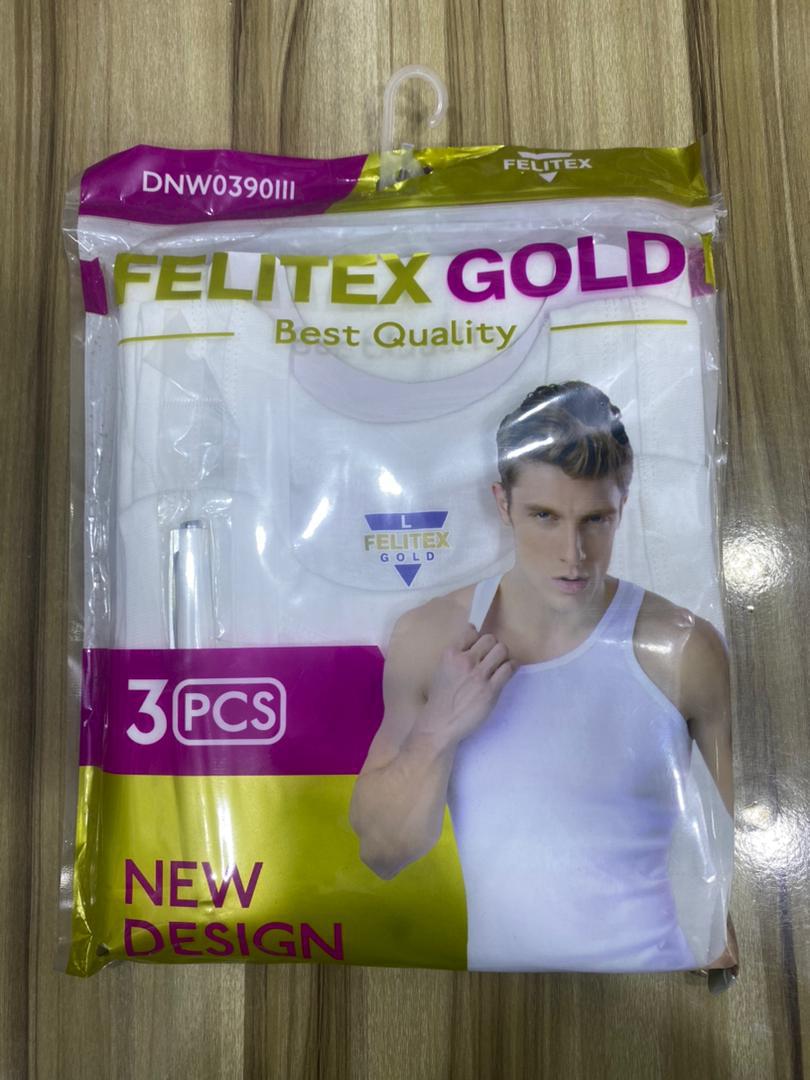 DNW0390III
FELITEX
FELITEX GOLD
Best Quality
L
FELITEX
GOLD
3 PCS
NEW
DESIGN